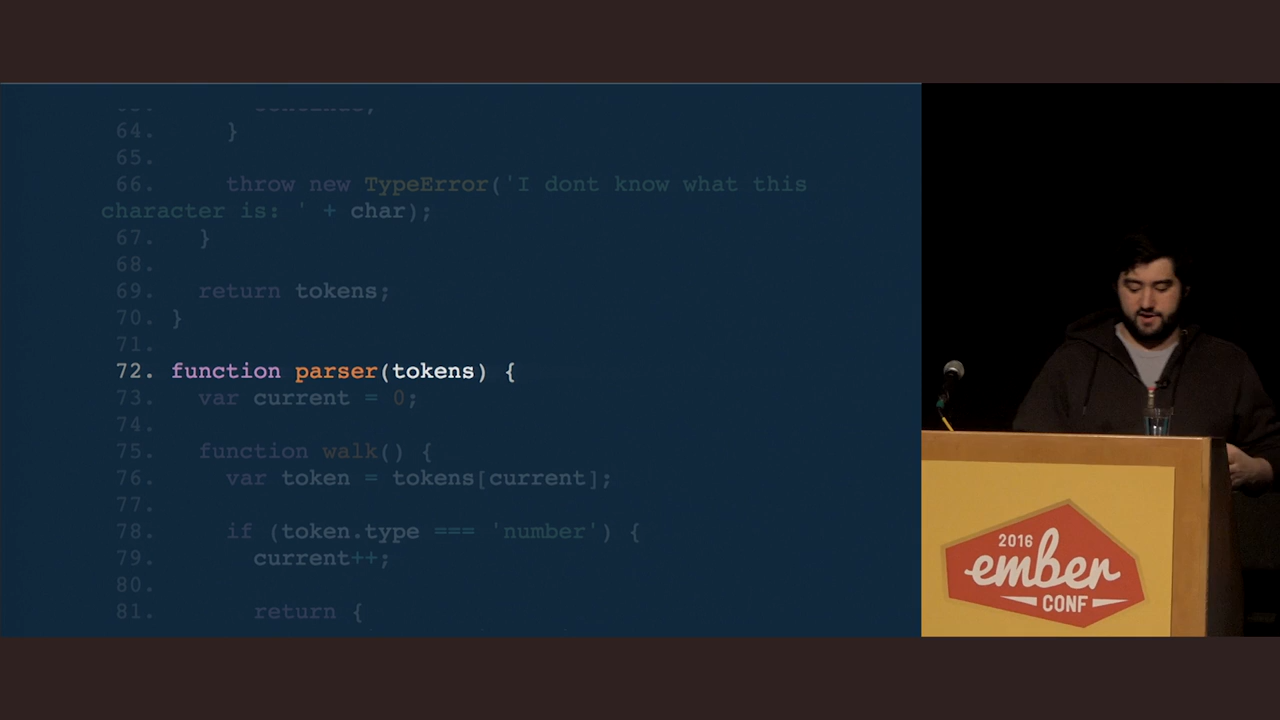 63.         continue;
64.       }
65.
66.       throw new TypeError('I dont know what this
character is: ' + char);
67.     }
68.
69.     return tokens;
70. }
71.
72. function parser(tokens) {
73.   var current = 0;
74.
75.   function walk() {
76.     var token = tokens[current];
77.
78.     if (token.type === 'number') {
79.       current++;
80.
81.       return {
2016
ember
CONF